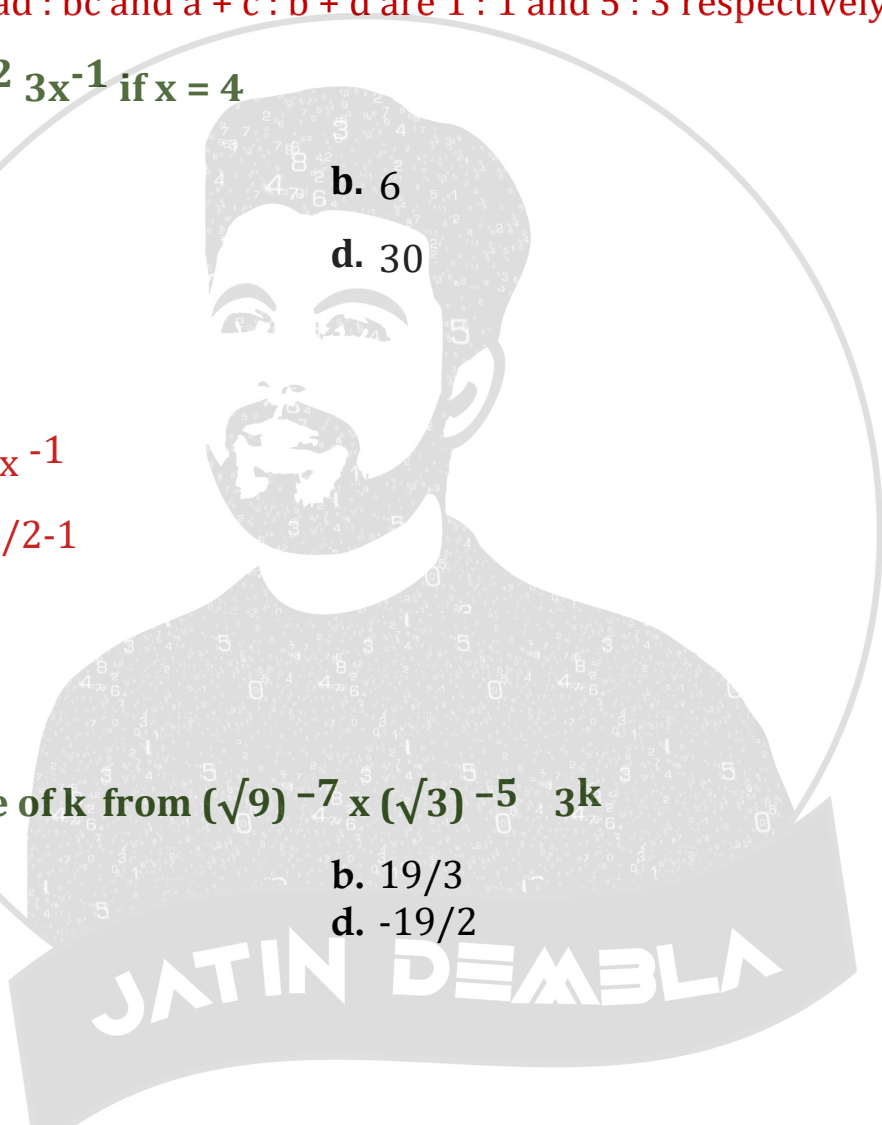 ad : bc and a + c : b + d are 1 : 1 and 5 : 3 respectively
2 3x-1 if x = 4
b. 6
d. 30
x -1
/2-1
e of k from (√9) −7 x (√3) −5 3k
b. 19/3
d. -19/2
JATIN DEMBLA